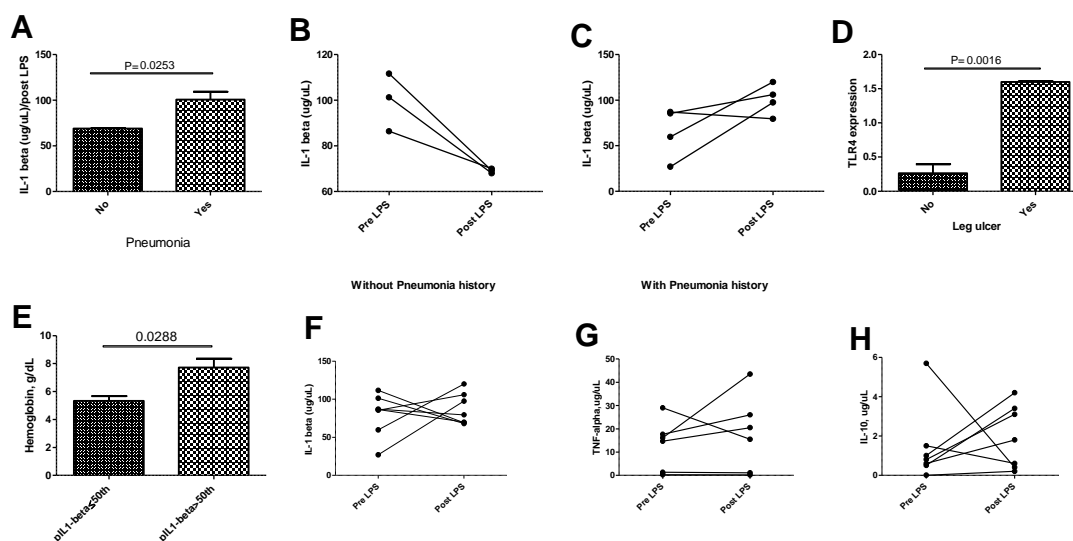 A
IL-1 beta (ug/uL)/post LPS
150
100
50
0
P= 0.0253
No
Yes
Pneumonia
B
IL-1 beta (ug/uL)
120
100
80
60
Pre LPS
Post LPS
Without Pneumonia history
C
IL-1 beta (ug/uL)
150
100
50
0
Pre LPS
Post LPS
With Pneumonia history
D
TLR4 expression
2.0
1.5
1.0
0.5
0.0
P= 0.0016
No
Yes
Leg ulcer
E
Hemoglobin, g/dL
10
8
6
4
2
0
0.0288
pIL1-beta≤50th
pIL1-beta>50th
F
IL-1 beta (ug/uL)
150
100
50
0
Pre LPS
Post LPS
G
TNF-alpha,ug/uL
50
40
30
20
10
0
Pre LPS
Post LPS
H
IL-10, ug/uL
6
4
2
0
Pre LPS
Post LPS